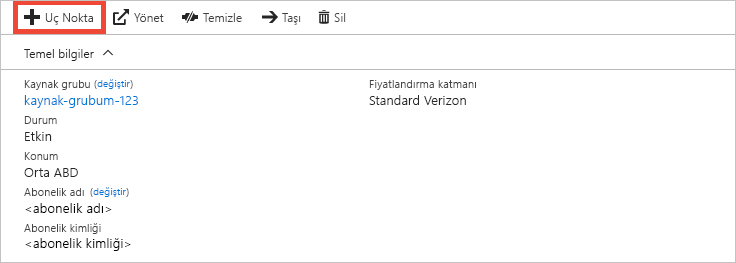 Uç Nokta Yönet Temizle Taşı Sil
Temel bilgiler
Kaynak grubu (değiştir)
kaynak-grubum-123
Durum
Etkin
Konum
Orta ABD
Abonelik adı (değiştir)
<abonelik adı>
Abonelik kimliği
<abonelik kimliği>
Fiyatlandırma katmanı
Standard Verizon